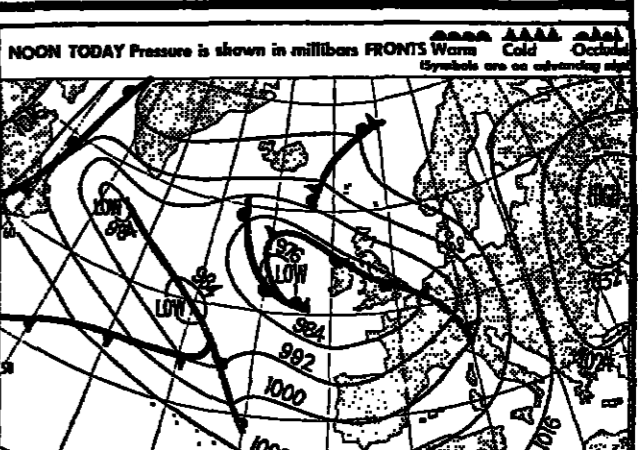 NOON TODAY Pressure is shown in millibars FRONTS Warm Cold Occluded
(Symbols are on advancing
LOW
984
LOW
976
LOW
984
992
1000
HIGH
1024
1016